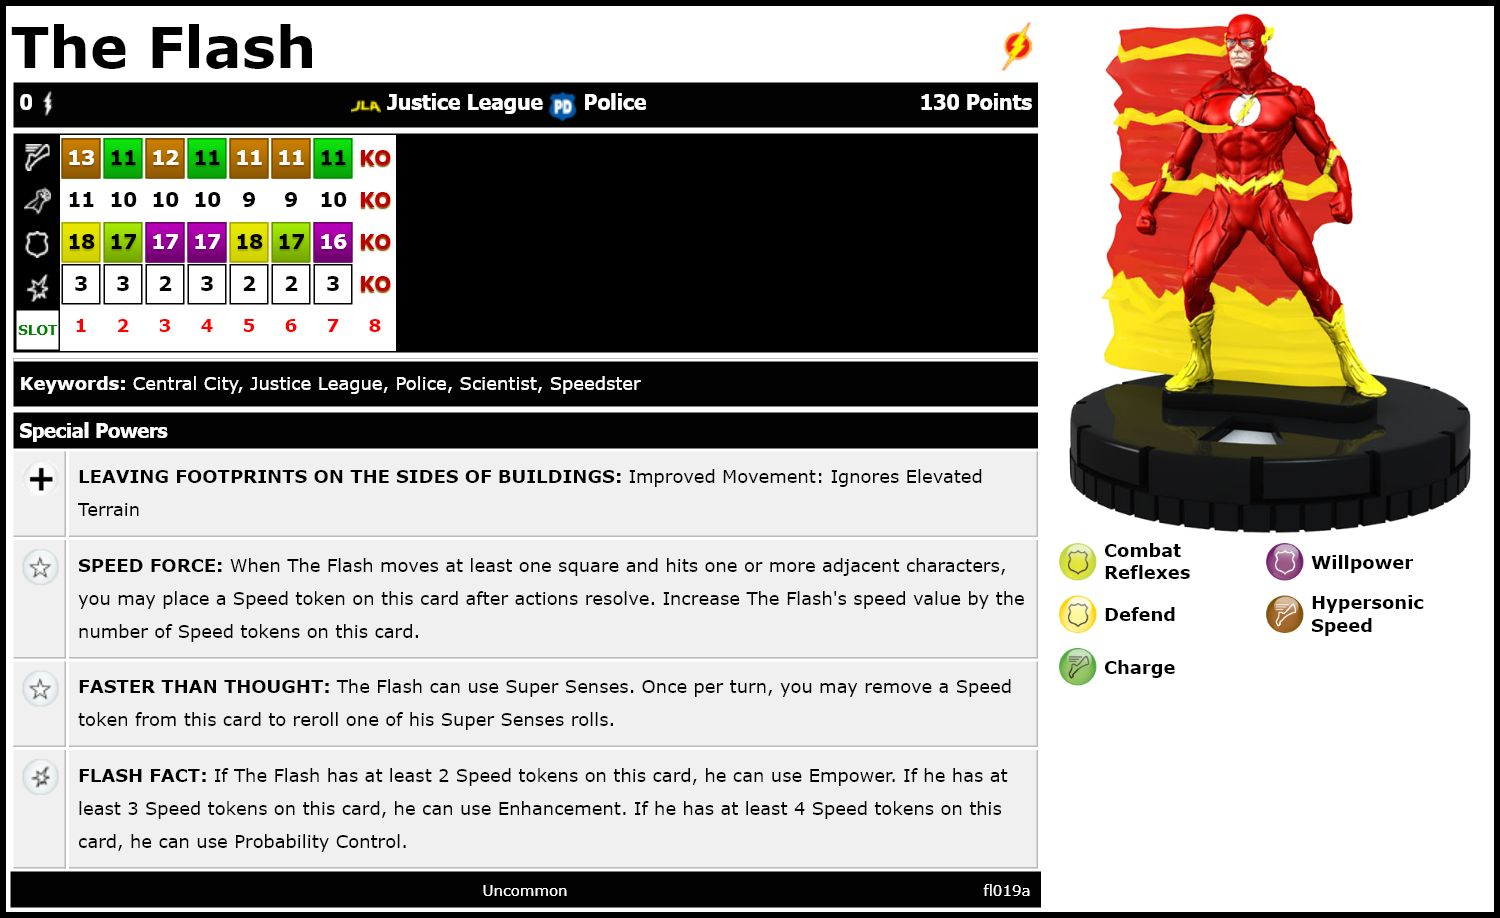 The Flash
0 JLA Justice League PD Police 130 Points
13 11 12 11 11 11 11 KO
11 10 10 10 9 9 10 KO
18 17 17 17 18 17 16 KO
3 3 2 3 2 2 3 KO
SLOT 1 2 3 4 5 6 7 8
Keywords: Central City, Justice League, Police, Scientist, Speedster
Special Powers
LEAVING FOOTPRINTS ON THE SIDES OF BUILDINGS: Improved Movement: Ignores Elevated
Terrain
SPEED FORCE: When The Flash moves at least one square and hits one or more adjacent characters,
you may place a Speed token on this card after actions resolve. Increase The Flash's speed value by the
number of Speed tokens on this card.
FASTER THAN THOUGHT: The Flash can use Super Senses. Once per turn, you may remove a Speed
token from this card to reroll one of his Super Senses rolls.
FLASH FACT: If The Flash has at least 2 Speed tokens on this card, he can use Empower. If he has at
least 3 Speed tokens on this card, he can use Enhancement. If he has at least 4 Speed tokens on this
card, he can use Probability Control.
Uncommon fl019a
Combat
Reflexes
Willpower
Defend
Hypersonic
Speed
Charge